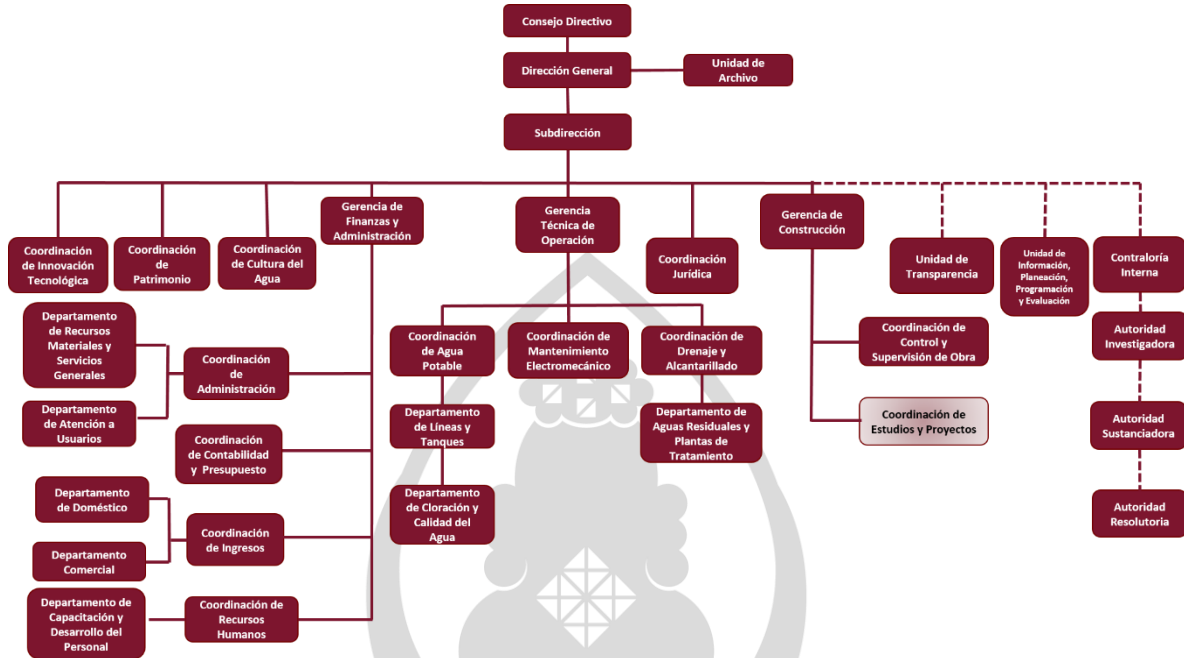 Consejo Directivo
Dirección General
Unidad de
Archivo
Subdirección
Coordinación
de Innovación
Tecnológica
Coordinación
de
Patrimonio
Coordinación
de Cultura del
Agua
Gerencia de
Finanzas y
Administración
Gerencia
Técnica de
Operación
Coordinación
Jurídica
Gerencia de
Construcción
Unidad de
Transparencia
Unidad de
Información,
Planeación,
Programación
y Evaluación
Contraloría
Interna
Departamento
de Recursos
Materiales y
Servicios
Generales
Coordinación
de
Administración
Departamento
de Atención a
Usuarios
Coordinación
de Contabilidad
y Presupuesto
Departamento
de Doméstico
Coordinación
de Ingresos
Departamento
Comercial
Departamento de
Capacitación y
Desarrollo del
Personal
Coordinación de
Recursos
Humanos
Coordinación
de Agua
Potable
Coordinación de
Mantenimiento
Electromecánico
Coordinación de
Drenaje y
Alcantarillado
Departamento
de Líneas y
Tanques
Departamento de
Aguas Residuales y
Plantas de
Tratamiento
Departamento
de Cloración y
Calidad del
Agua
Coordinación de
Control y
Supervisión de Obra
Coordinación de
Estudios y Proyectos
Autoridad
Investigadora
Autoridad
Sustanciadora
Autoridad
Resolutoria